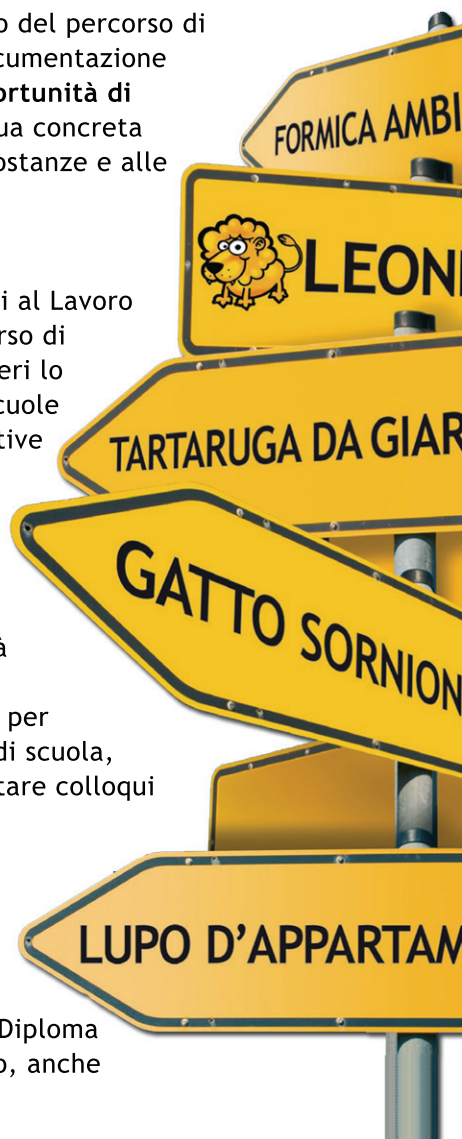 o del percorso di
cumentazione
ortunità di
ua concreta
ostanze e alle
i al Lavoro
rso di
eri lo
cuole
tive
à
per
di scuola,
tare colloqui
Diploma
o, anche
FORMICA AMBI
LEON
TARTARUGA DA GIAR
GATTO SORNION
LUPO D'APPARTAM